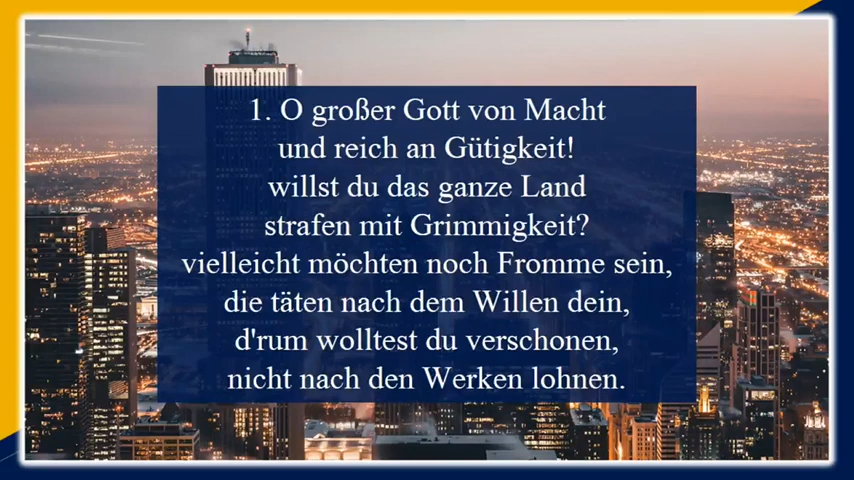 1. O großer Gott von Macht
und reich an Gütigkeit!
willst du das ganze Land
strafen mit Grimmigkeit?
vielleicht möchten noch Fromme sein,
die täten nach dem Willen dein,
d'rum wolltest du verschonen,
nicht nach den Werken lohnen.